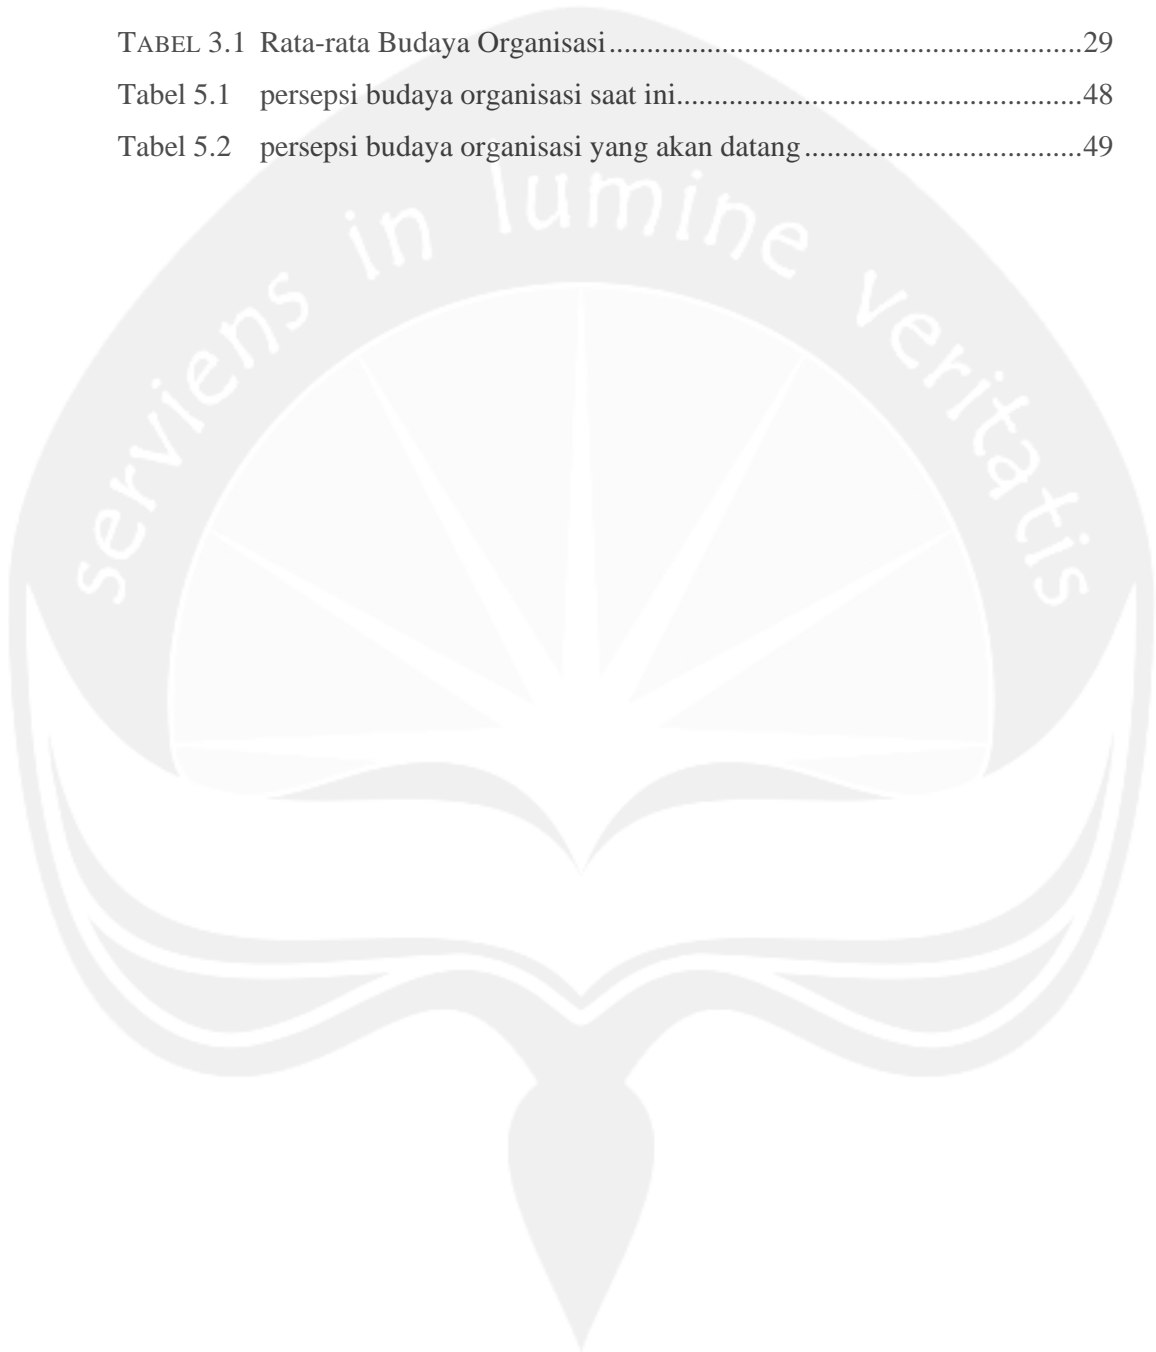 TABEL 3.1 Rata-rata Budaya Organisasi...............................................................29
Tabel 5.1 persepsi budaya organisasi saat ini......................................................48
Tabel 5.2 persepsi budaya organisasi yang akan datang.....................................49
serviens in lumine veritatis